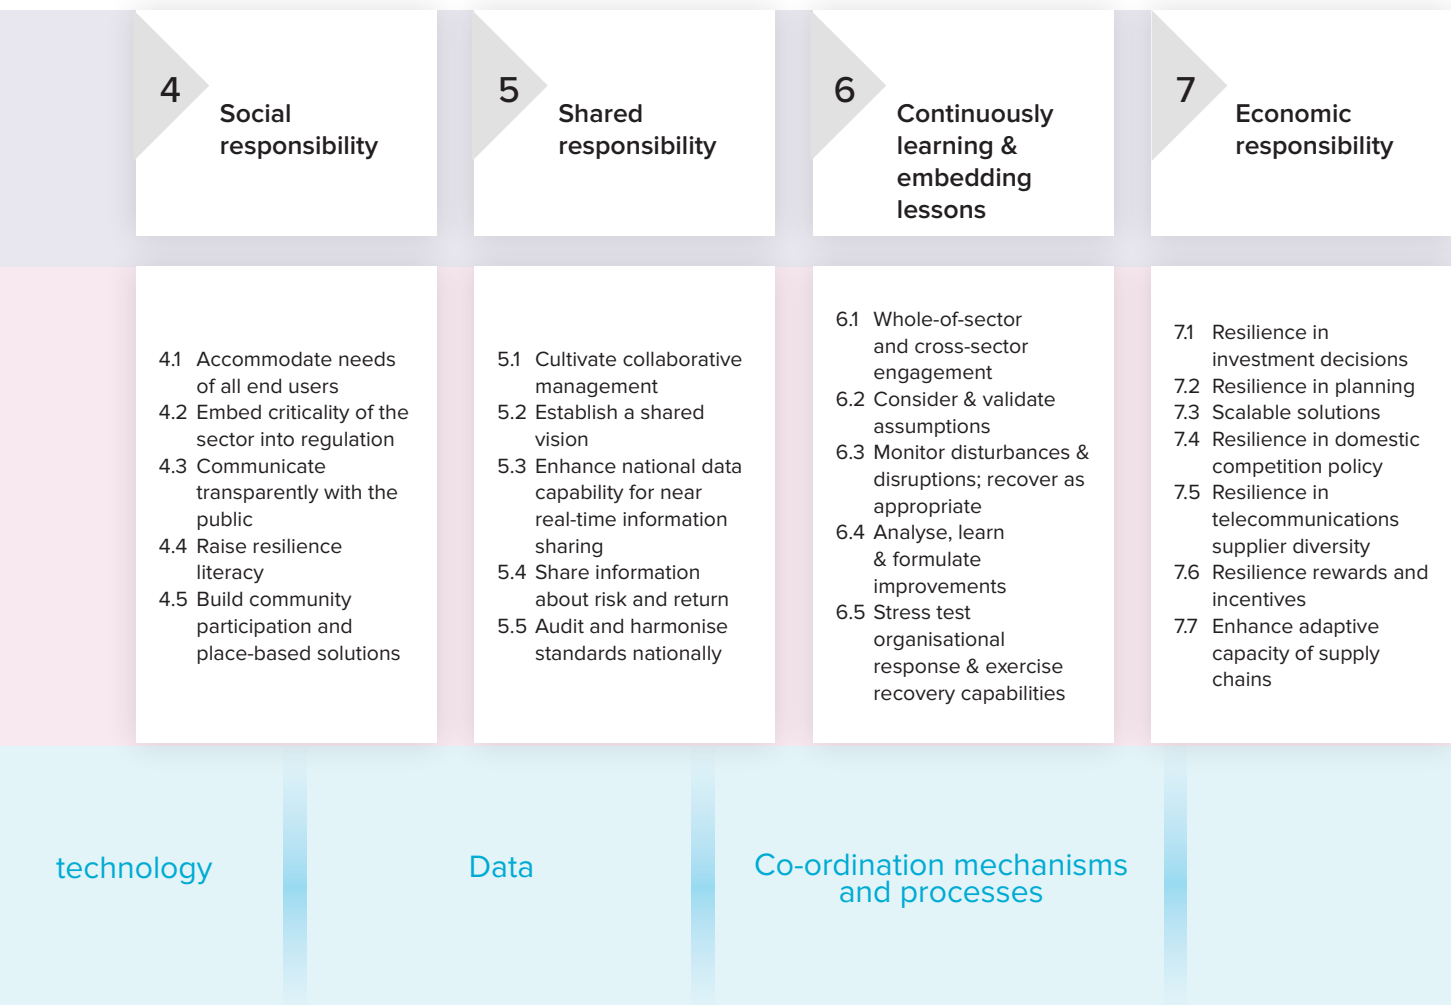 4
Social
responsibility
5
Shared
responsibility
6
Continuously
learning &
embedding
lessons
7
Economic
responsibility
4.1 Accommodate needs
of all end users
4.2 Embed criticality of the
sector into regulation
4.3 Communicate
transparently with the
public
4.4 Raise resilience
literacy
4.5 Build community
participation and
place-based solutions
5.1 Cultivate collaborative
management
5.2 Establish a shared
vision
5.3 Enhance national data
capability for near
real-time information
sharing
5.4 Share information
about risk and return
5.5 Audit and harmonise
standards nationally
6.1 Whole-of-sector
and cross-sector
engagement
6.2 Consider & validate
assumptions
6.3 Monitor disturbances &
disruptions; recover as
appropriate
6.4 Analyse, learn
& formulate
improvements
6.5 Stress test
organisational
response & exercise
recovery capabilities
7.1 Resilience in
investment decisions
7.2 Resilience in planning
7.3 Scalable solutions
7.4 Resilience in domestic
competition policy
7.5 Resilience in
telecommunications
supplier diversity
7.6 Resilience rewards and
incentives
7.7 Enhance adaptive
capacity of supply
chains
technology
Data
Co-ordination mechanisms
and processes